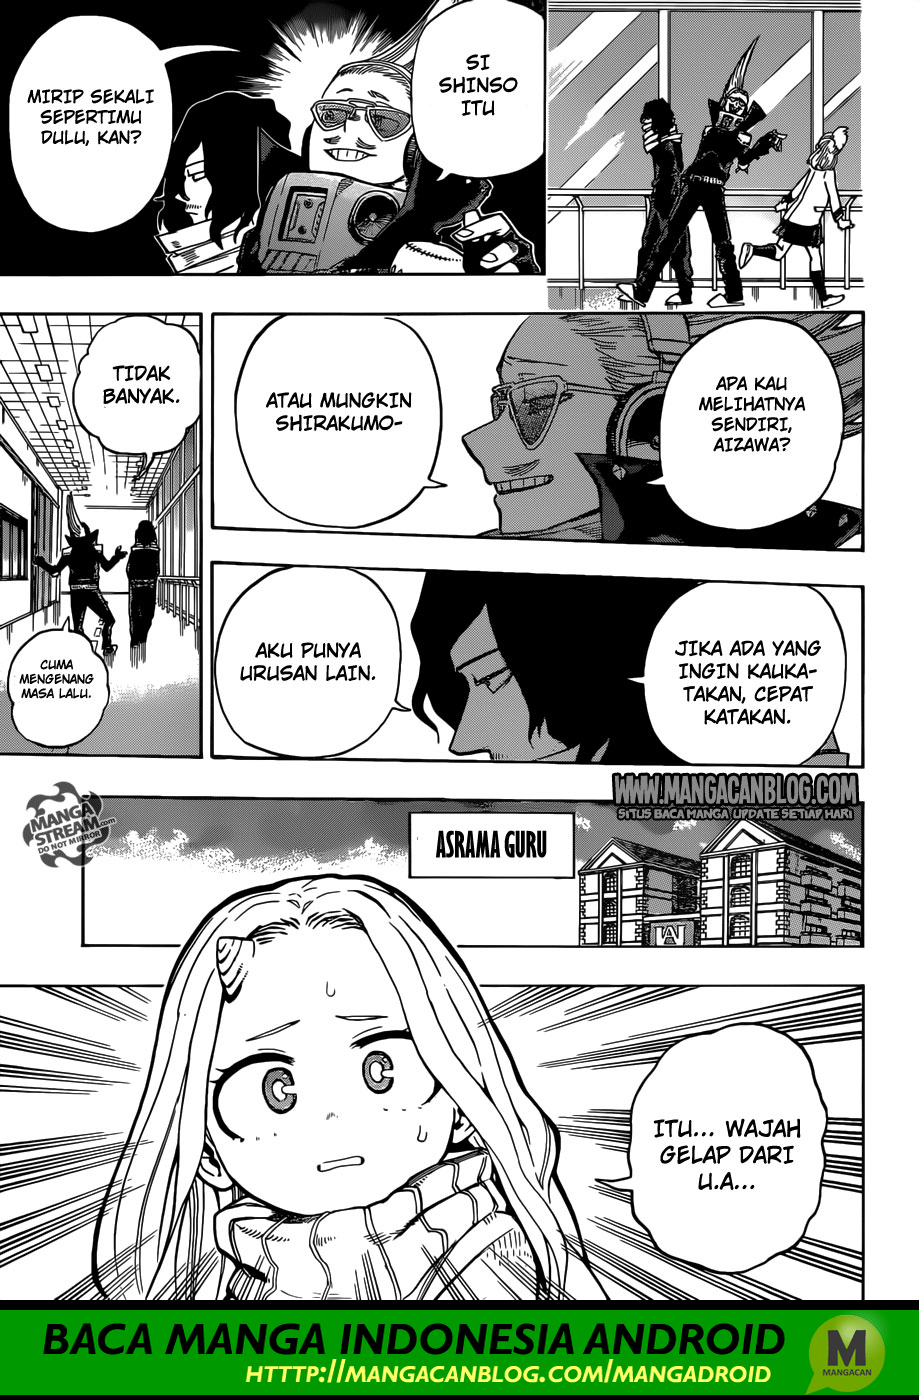 SI
SHINSO
ITU
MIRIP SEKALI
SEPERTIMU
DULU, KAN?
APA KAU
MELIHATNYA
SENDIRI,
AIZAWA?
ATAU MUNGKIN
SHIRAKUMO-
TIDAK
BANYAK.
CUMA
MENGENANG
MASA LALU.
JIKA ADA YANG
INGIN KAUKA-
TAKAN, CEPAT
KATAKAN.
AKU PUNYA
URUSAN LAIN.
WWW.MANGACANBLOG.COM
SITUS BACA MANGA UPDATE SETIAP HARI
MANGA
STREAM.com
DO NOT MIRROR.
ASRAMA GURU
UA
ITU... WAJAH
GELAP DARI
U.A...
BACA MANGA INDONESIA ANDROID
HTTTP://MANGACANBLOG.COM/MANGADROID
M
MANGACAN